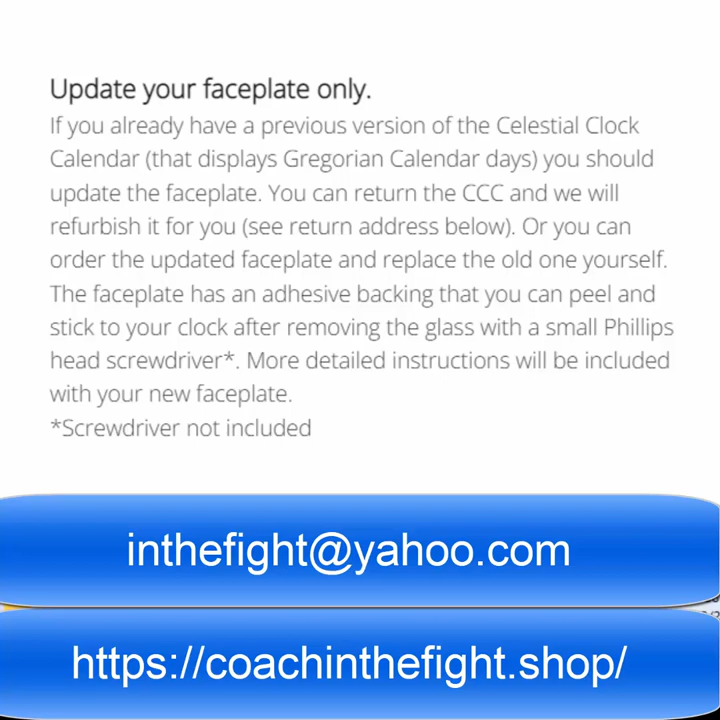 Update your faceplate only.
If you already have a previous version of the Celestial Clock
Calendar (that displays Gregorian Calendar days) you should
update the faceplate. You can return the CCC and we will
refurbish it for you (see return address below). Or you can
order the updated faceplate and replace the old one yourself.
The faceplate has an adhesive backing that you can peel and
stick to your clock after removing the glass with a small Phillips
head screwdriver*. More detailed instructions will be included
with your new faceplate.
*Screwdriver not included
inthefight@yahoo.com
https://coachinthefight.shop/